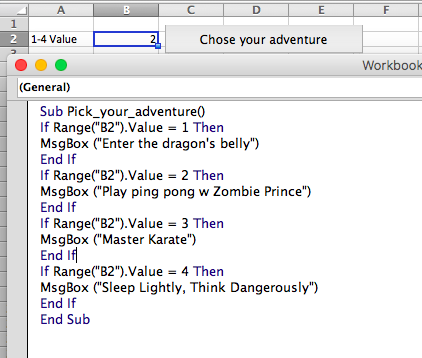 A B C D E F
1
2 1-4 Value 2 Chose your adventure
3
Workbook
(General)
Sub Pick_your_adventure()
If Range("B2").Value = 1 Then
MsgBox ("Enter the dragon's belly")
End If
If Range("B2").Value = 2 Then
MsgBox ("Play ping pong w Zombie Prince")
End If
If Range("B2").Value = 3 Then
MsgBox ("Master Karate")
End If
If Range("B2").Value = 4 Then
MsgBox ("Sleep Lightly, Think Dangerously")
End If
End Sub